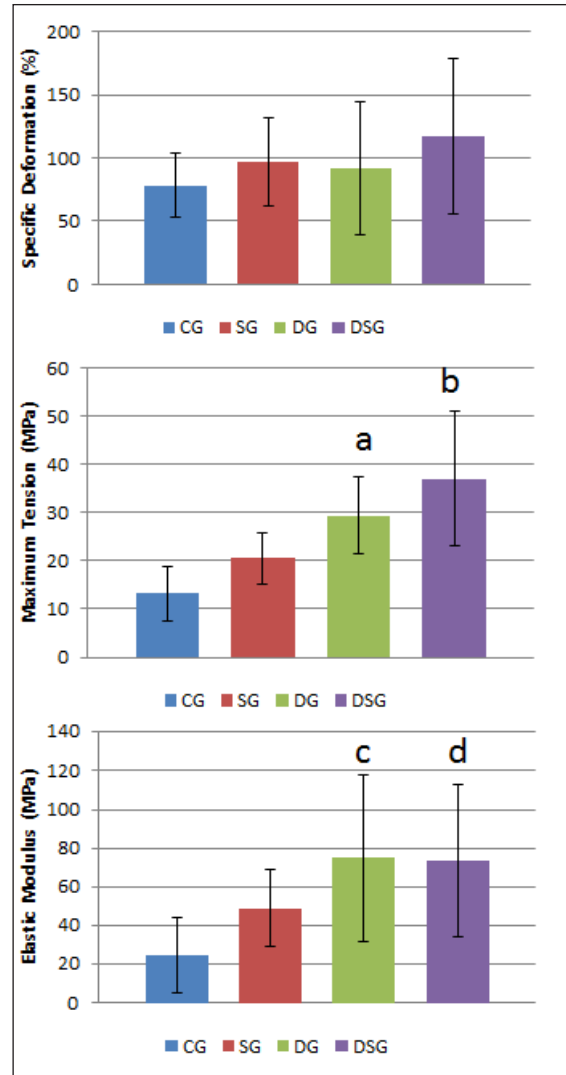 Specific Deformation (%)
200
150
100
50
0
CG SG DG DSG
Maximum Tension (MPa)
60
50
40
30
20
10
0
a
b
CG SG DG DSG
Elastic Modulus (MPa)
140
120
100
80
60
40
20
0
c
d
CG SG DG DSG